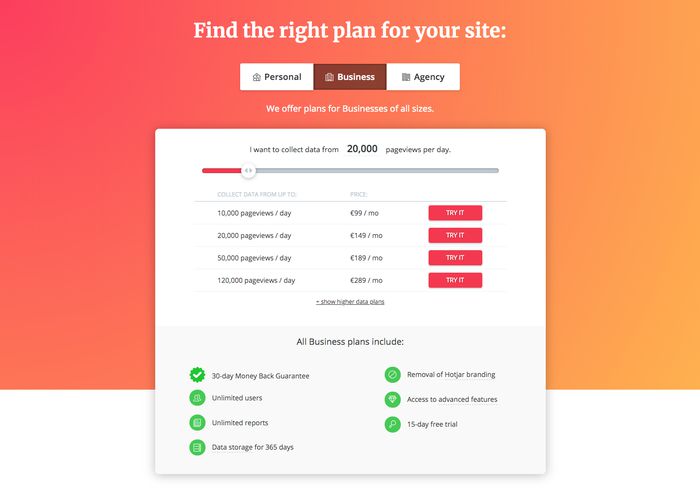 Find the right plan for your site:
Personal
Business
Agency
We offer plans for Businesses of all sizes.
I want to collect data from 20,000 pageviews per day.
COLLECT DATA FROM UP TO: PRICE:
10,000 pageviews / day €99 / mo TRY IT
20,000 pageviews / day €149 / mo TRY IT
50,000 pageviews / day €189 / mo TRY IT
120,000 pageviews / day €289 / mo TRY IT
+ show higher data plans
All Business plans include:
30-day Money Back Guarantee
Unlimited users
Unlimited reports
Data storage for 365 days
Removal of Hotjar branding
Access to advanced features
15-day free trial